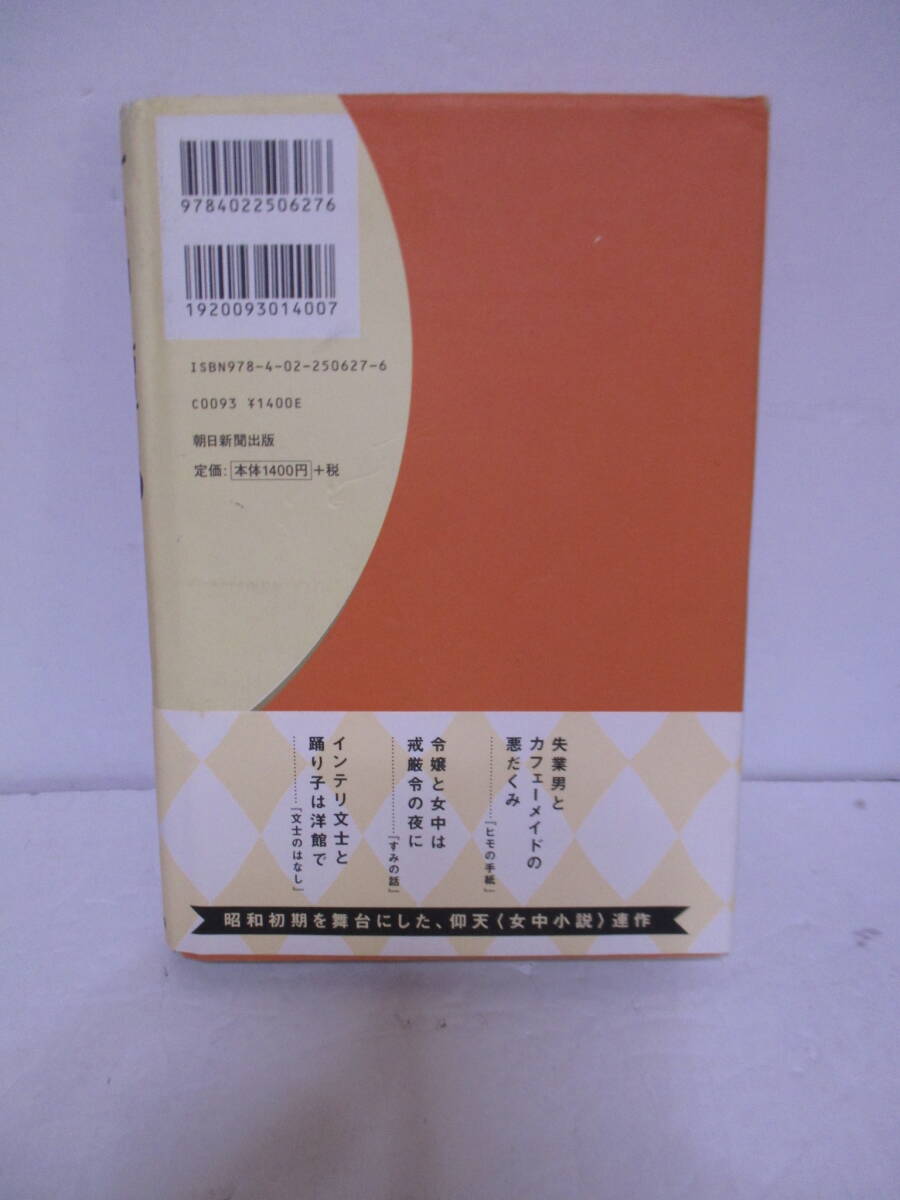 9784022506276
1920093014007
ISBN978-4-02-250627-6
C0093 ¥1400E
朝日新聞出版
定価:本体1400円+税
失業男と
カフェーメイドの
悪だくみ
…………「ヒモの手紙」
令嬢と女中は
戒厳令の夜に
…………「すみの話」
インテリ文士と
踊り子は洋館で
…………「文士のはなし」
昭和初期を舞台にした、仰天〈女中小説〉連作